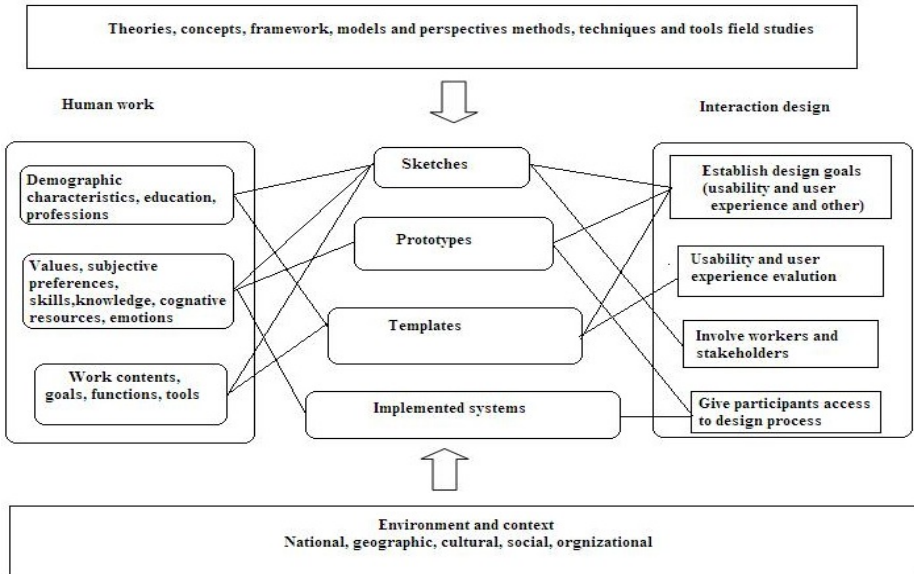 Theories, concepts, framework, models and perspectives methods, techniques and tools field studies
Human work
Interaction design
Demographic
characteristics, education,
professions
Values, subjective
preferences,
skills,knowledge, cognative
resources, emotions
Work contents,
goals, functions, tools
Sketches
Prototypes
Templates
Implemented systems
Establish design goals
(usability and user
experience and other)
Usability and user
experience evalution
Involve workers and
stakeholders
Give participants access
to design process
Environment and context
National, geographic, cultural, social, orgnizational